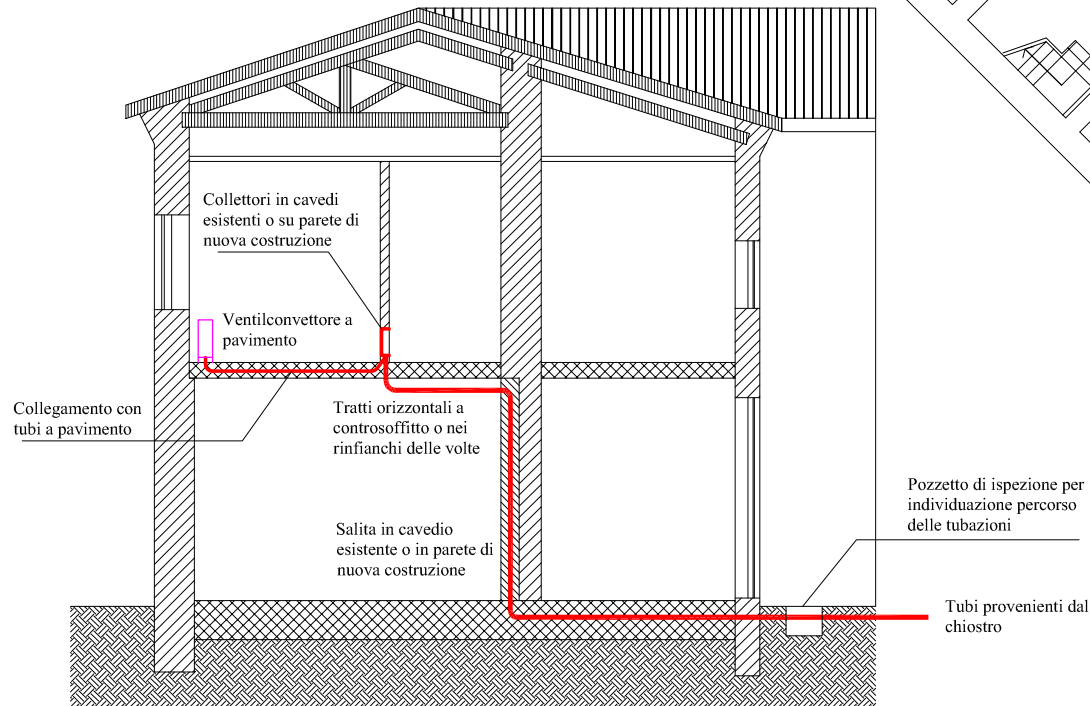 Collettori in cavedi
esistenti o su parete di
nuova costruzione
Ventilconvettore a
pavimento
Collegamento con
tubi a pavimento
Tratti orizzontali a
controsoffitto o nei
rinfianchi delle volte
Salita in cavedio
esistente o in parete di
nuova costruzione
Pozzetto di ispezione per
individuazione percorso
delle tubazioni
Tubi provenienti dal
chiostro